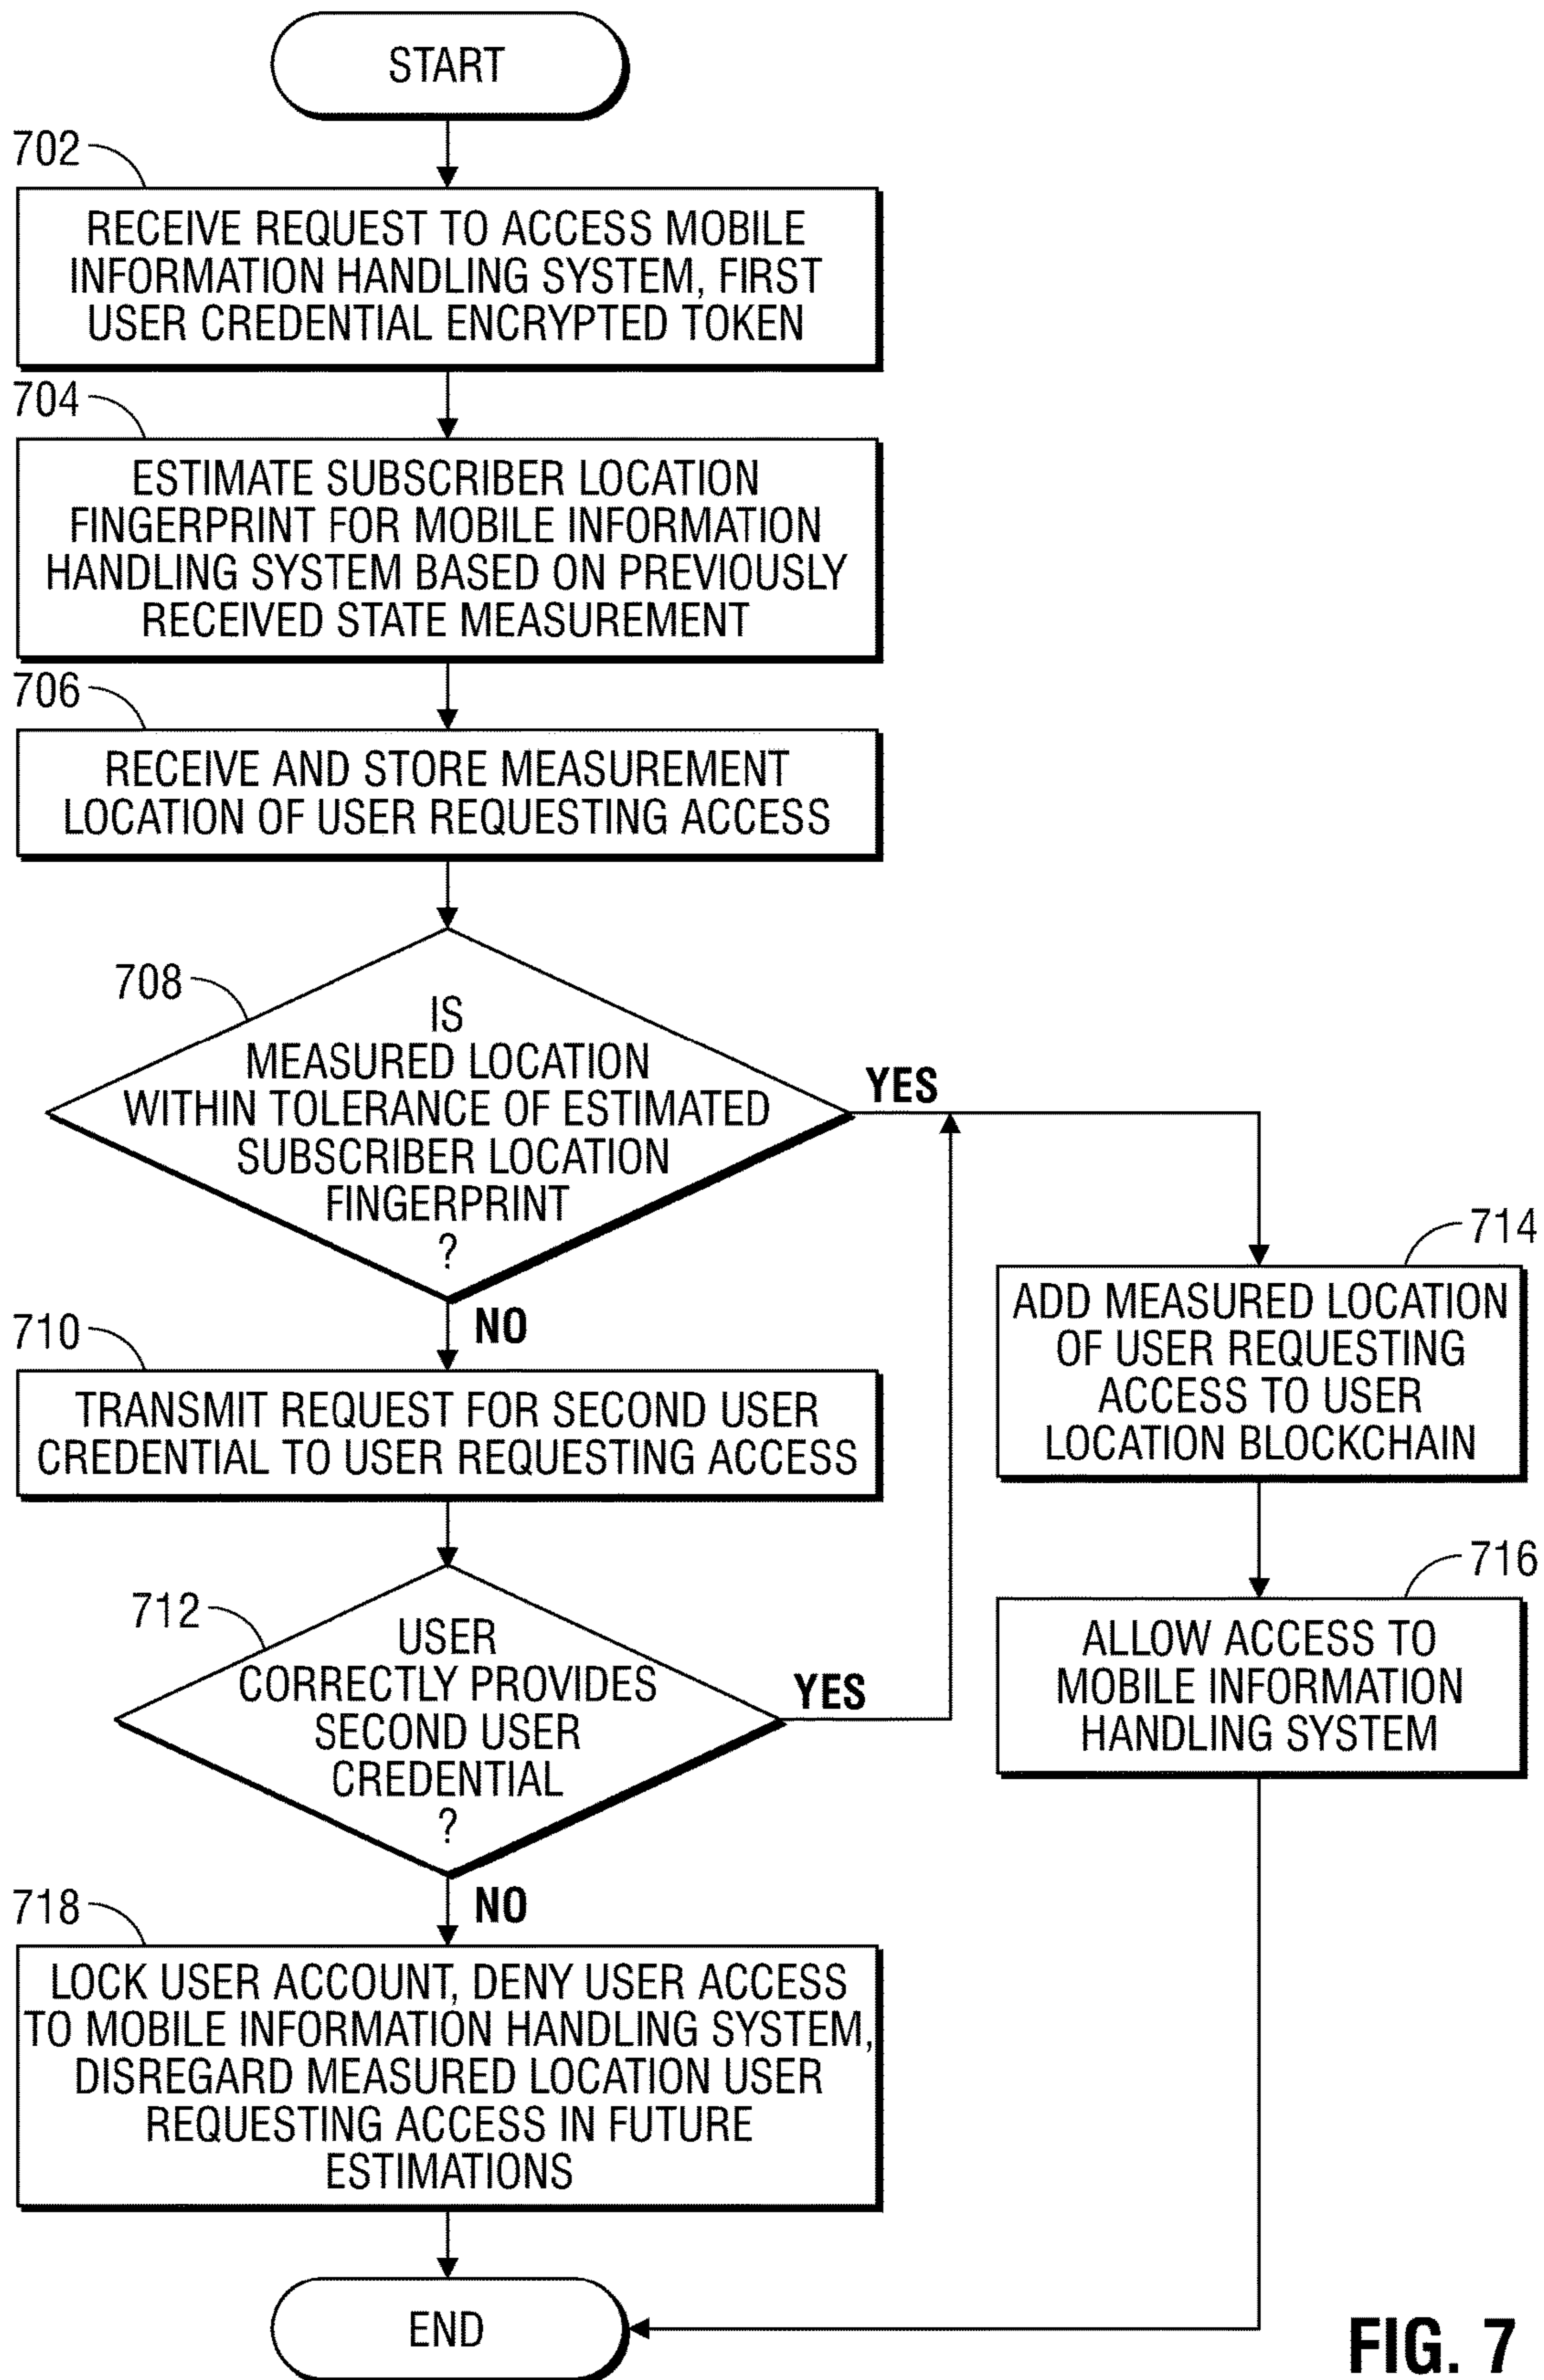 START
702
RECEIVE REQUEST TO ACCESS MOBILE
INFORMATION HANDLING SYSTEM, FIRST
USER CREDENTIAL ENCRYPTED TOKEN
704
ESTIMATE SUBSCRIBER LOCATION
FINGERPRINT FOR MOBILE INFORMATION
HANDLING SYSTEM BASED ON PREVIOUSLY
RECEIVED STATE MEASUREMENT
706
RECEIVE AND STORE MEASUREMENT
LOCATION OF USER REQUESTING ACCESS
708
IS
MEASURED LOCATION
WITHIN TOLERANCE OF ESTIMATED
SUBSCRIBER LOCATION
FINGERPRINT
?
YES
NO
710
TRANSMIT REQUEST FOR SECOND USER
CREDENTIAL TO USER REQUESTING ACCESS
712
USER
CORRECTLY PROVIDES
SECOND USER
CREDENTIAL
?
YES
NO
714
ADD MEASURED LOCATION
OF USER REQUESTING
ACCESS TO USER
LOCATION BLOCKCHAIN
716
ALLOW ACCESS TO
MOBILE INFORMATION
HANDLING SYSTEM
718
LOCK USER ACCOUNT, DENY USER ACCESS
TO MOBILE INFORMATION HANDLING SYSTEM,
DISREGARD MEASURED LOCATION USER
REQUESTING ACCESS IN FUTURE
ESTIMATIONS
END
FIG. 7